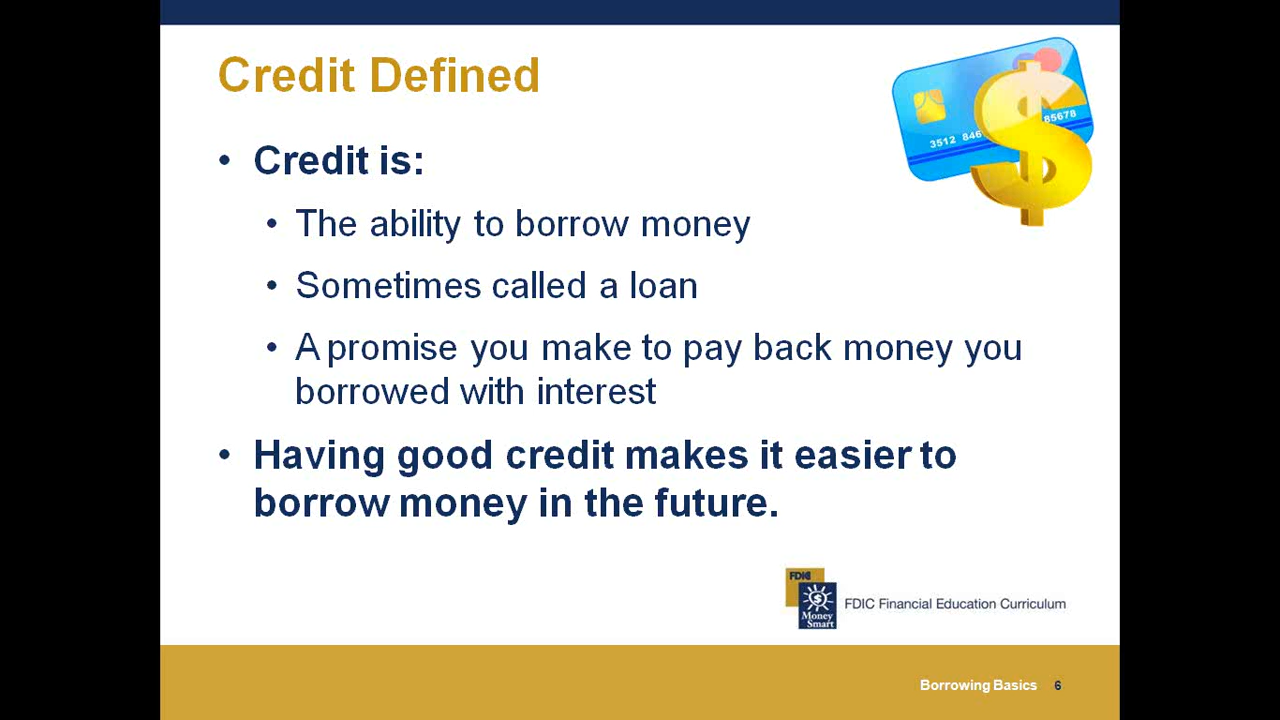 Credit Defined
• Credit is:
• The ability to borrow money
• Sometimes called a loan
• A promise you make to pay back money you
borrowed with interest
• Having good credit makes it easier to
borrow money in the future.
3512 846 85678
FDIC
Money
Smart
FDIC Financial Education Curriculum
Borrowing Basics 6